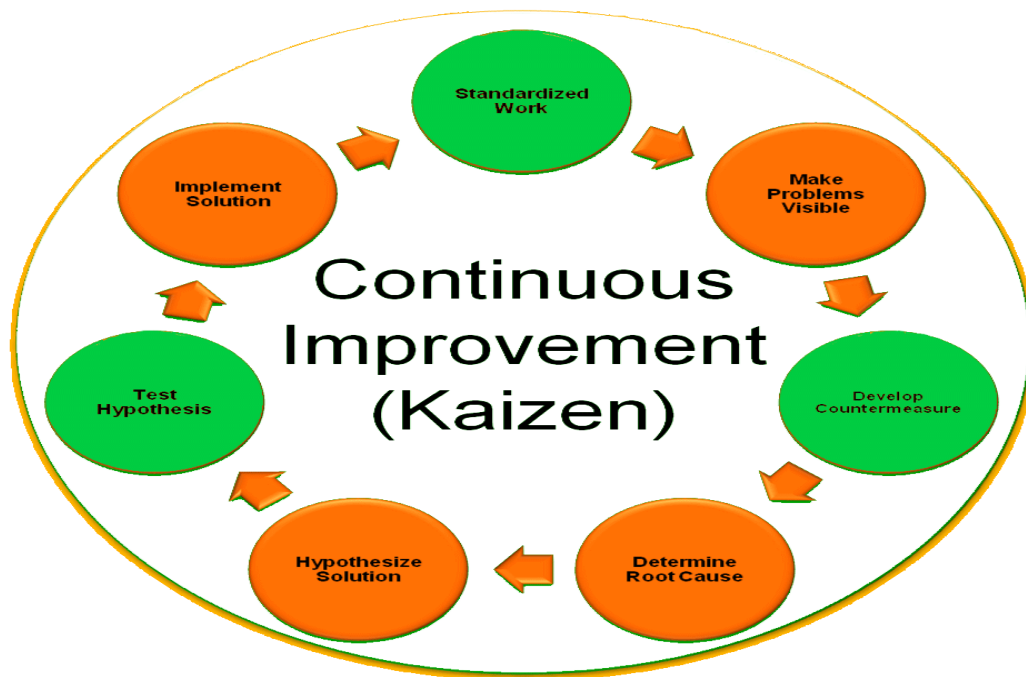 Standardized
Work
Make
Problems
Visible
Develop
Countermeasure
Determine
Root Cause
Hypothesize
Solution
Test
Hypothesis
Implement
Solution
Continuous
Improvement
(Kaizen)